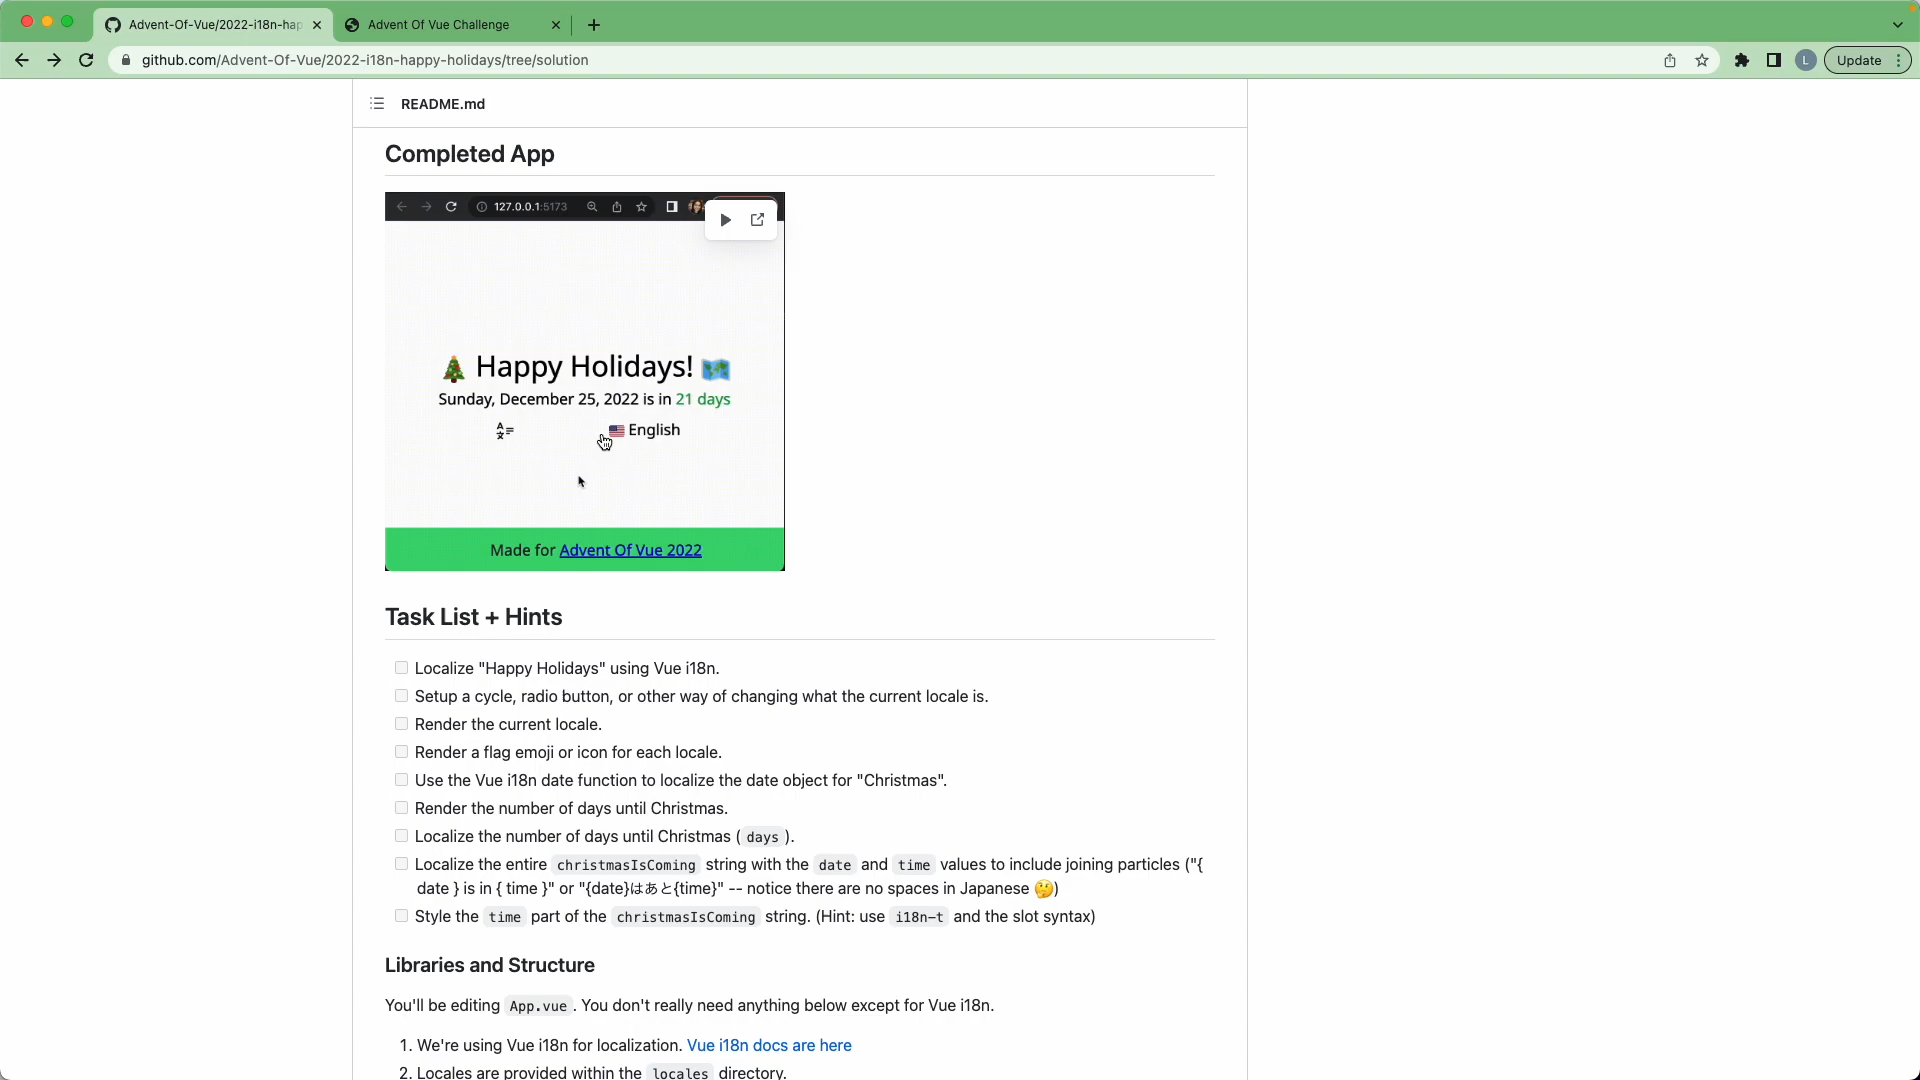 Advent-Of-Vue/2022-i18n-hap
Advent Of Vue Challenge
github.com/Advent-Of-Vue/2022-i18n-happy-holidays/tree/solution
L
Update
README.md
Completed App
127.0.0.1:5173
🎄 Happy Holidays! 🗺️
Sunday, December 25, 2022 is in 21 days
🇺🇸 English
Made for Advent Of Vue 2022
Task List + Hints
Localize "Happy Holidays" using Vue i18n.
Setup a cycle, radio button, or other way of changing what the current locale is.
Render the current locale.
Render a flag emoji or icon for each locale.
Use the Vue i18n date function to localize the date object for "Christmas".
Render the number of days until Christmas.
Localize the number of days until Christmas ( days ).
Localize the entire christmasIsComing string with the date and time values to include joining particles ("{
date } is in { time }" or "{date}はあと{time}" -- notice there are no spaces in Japanese 🤔)
Style the time part of the christmasIsComing string. (Hint: use i18n-t and the slot syntax)
Libraries and Structure
You'll be editing App.vue . You don't really need anything below except for Vue i18n.
1. We're using Vue i18n for localization. Vue i18n docs are here
2. Locales are provided within the locales directory.